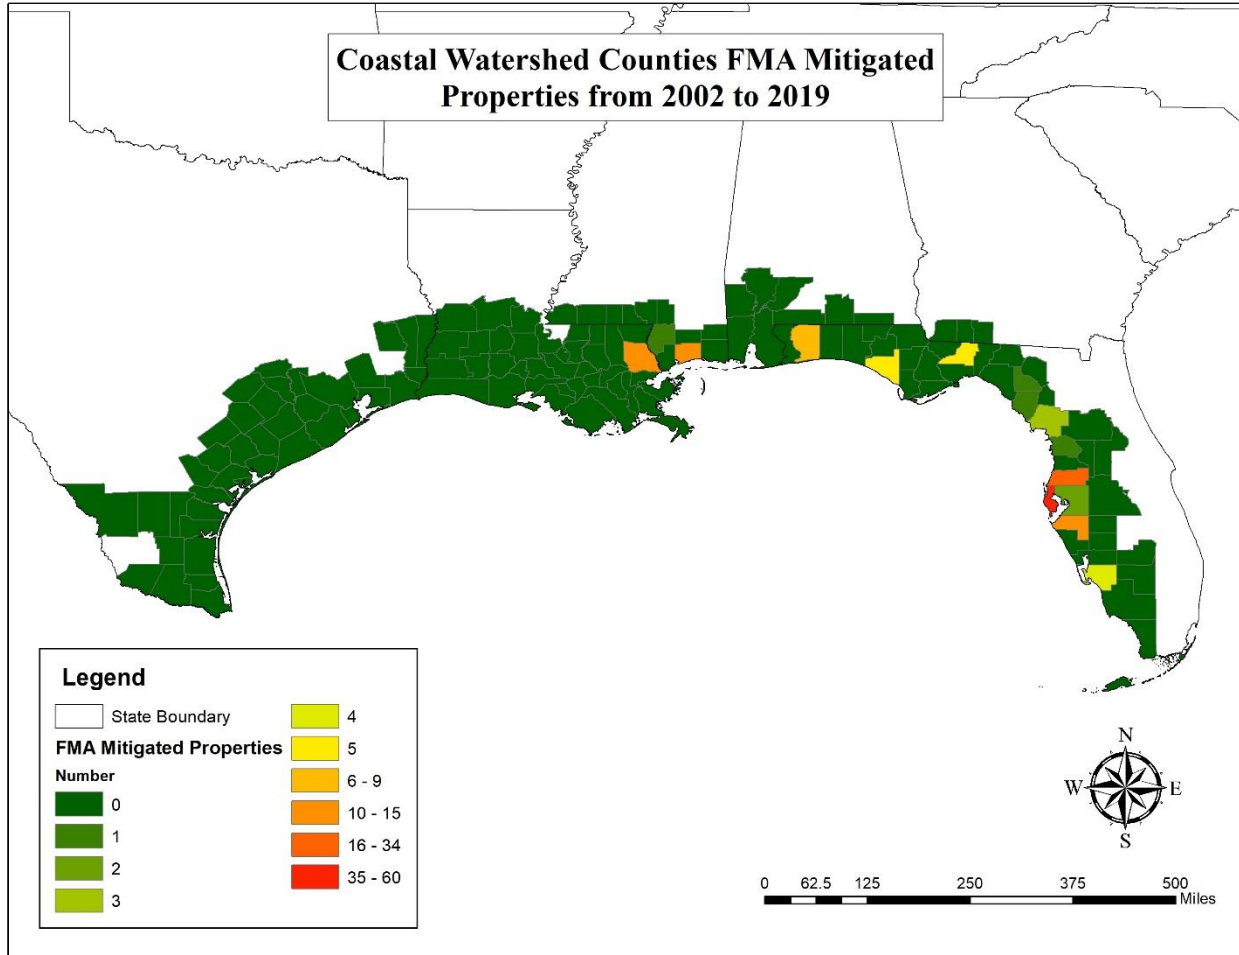 Coastal Watershed Counties FMA Mitigated
Properties from 2002 to 2019
Legend
State Boundary
FMA Mitigated Properties
Number
0
1
2
3
4
5
6 - 9
10 - 15
16 - 34
35 - 60
N
W
E
S
0 62.5 125 250 375 500
Miles